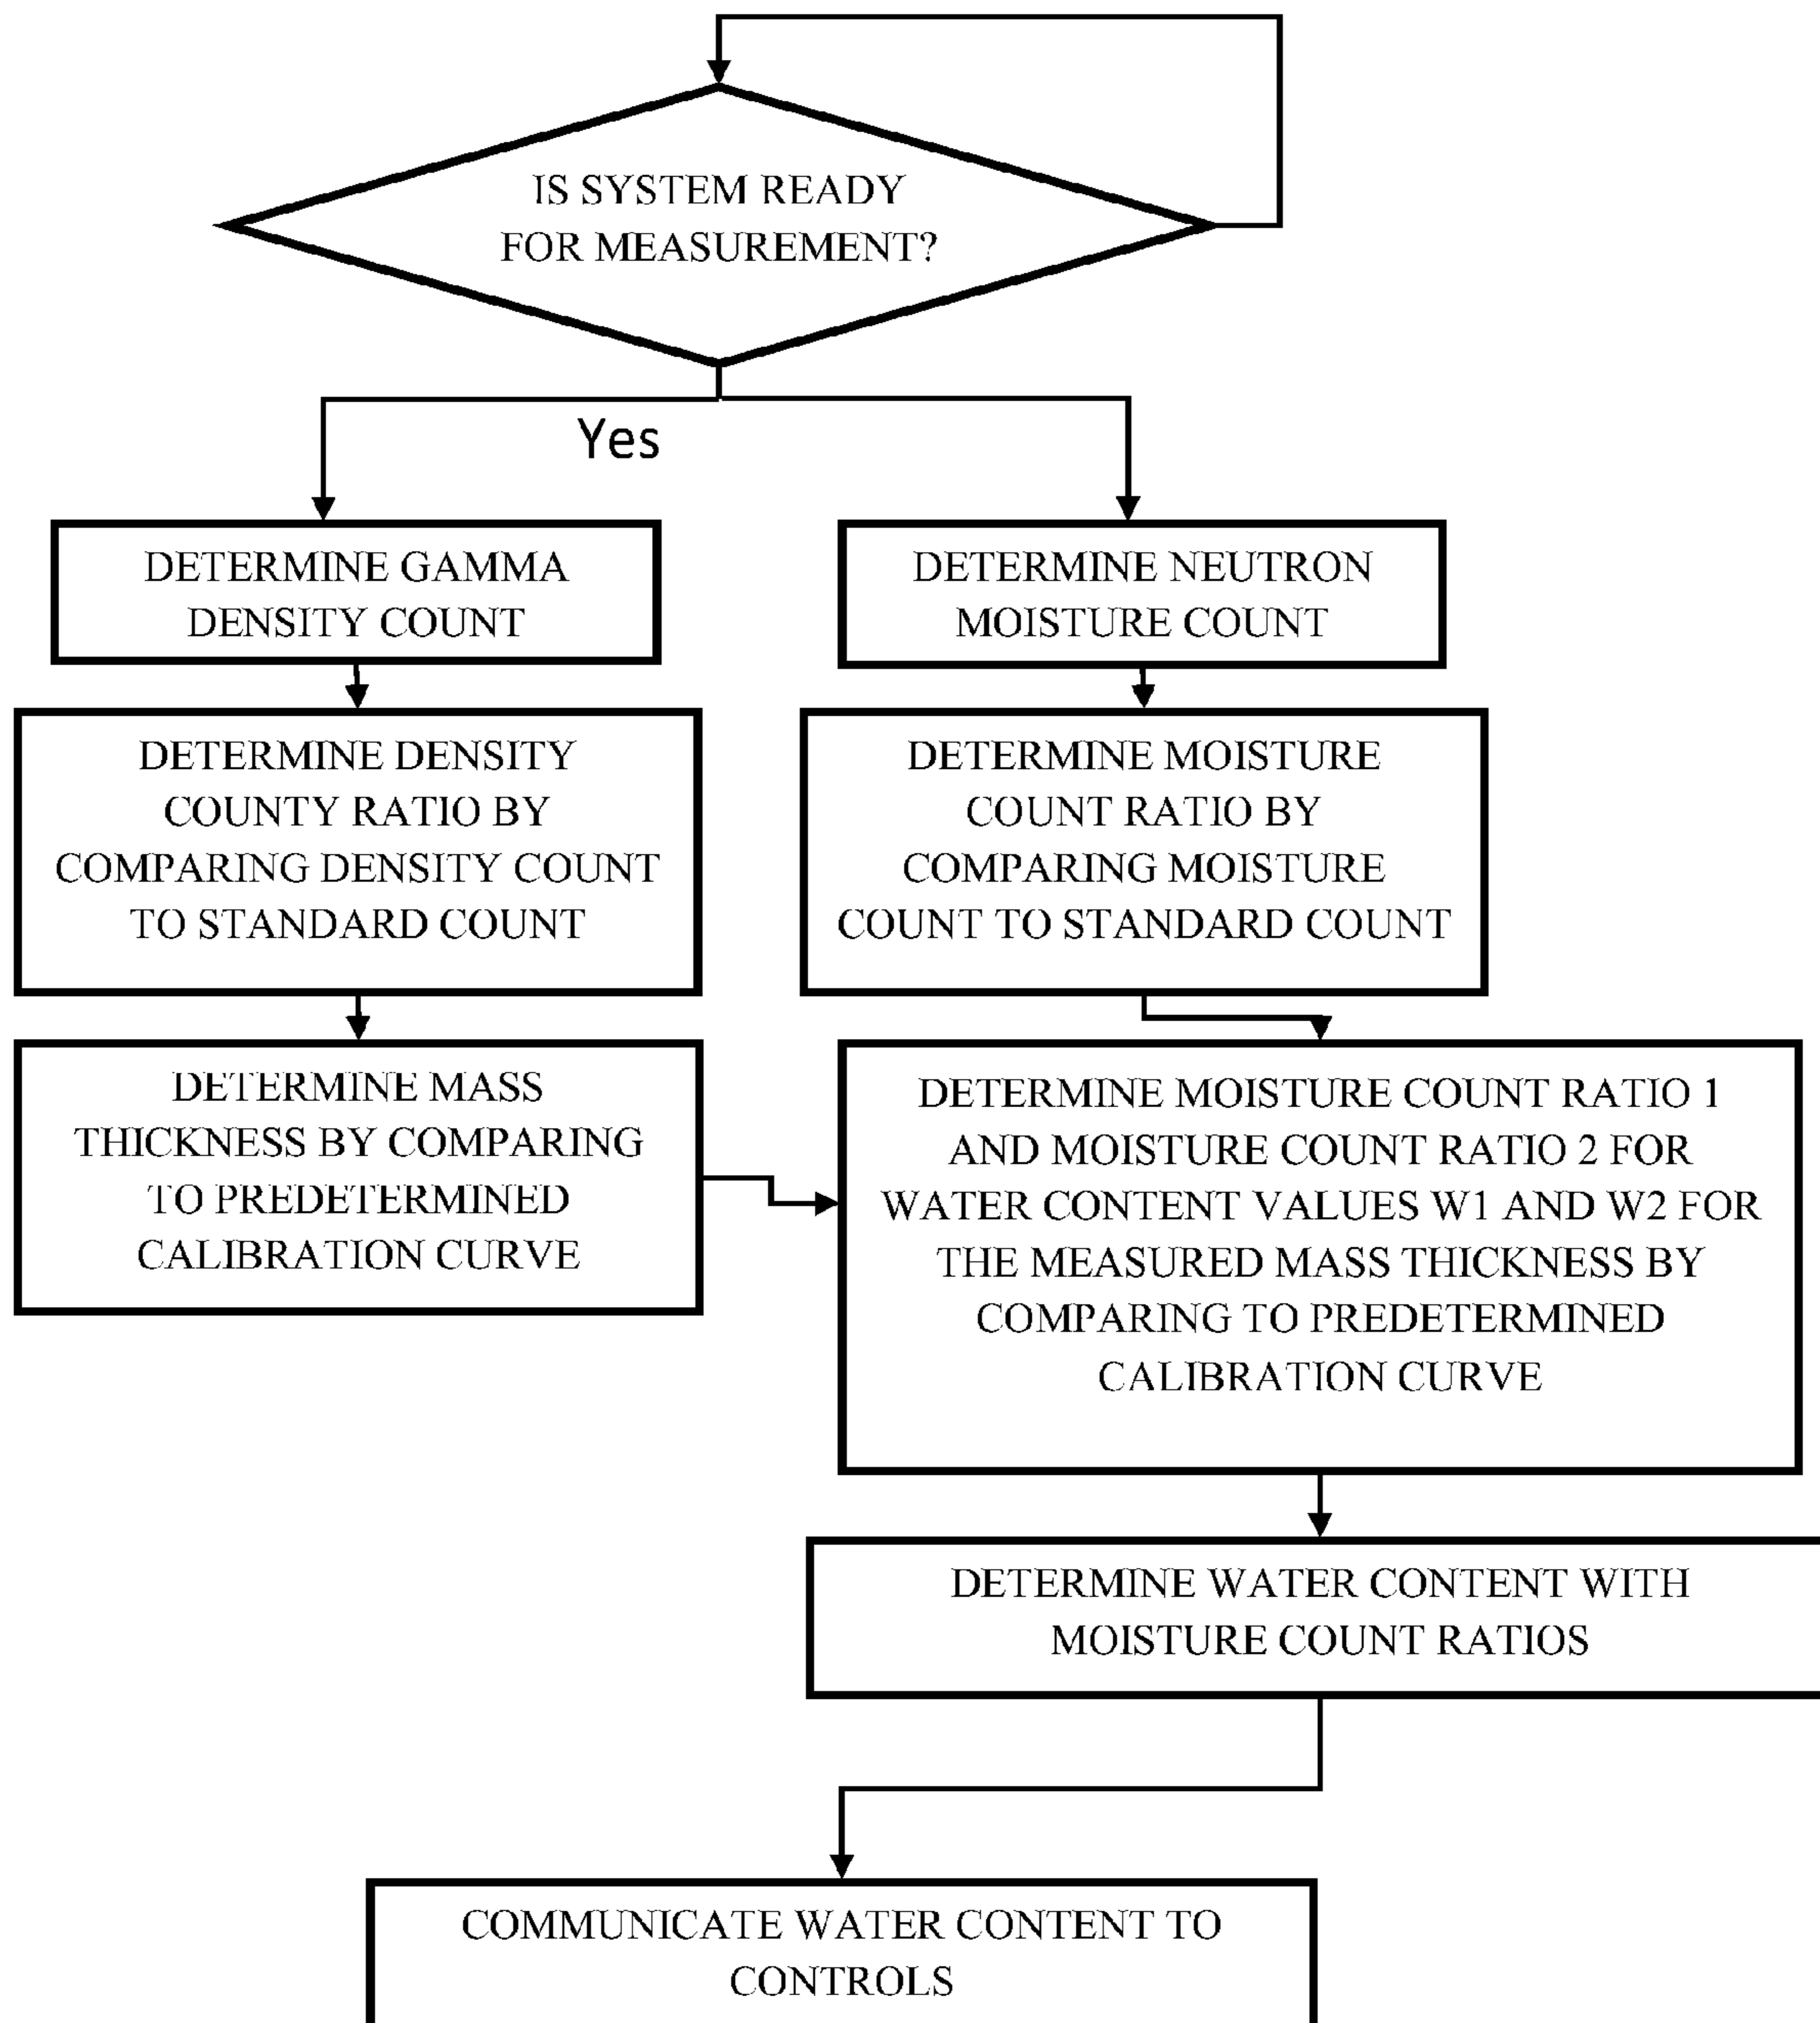 IS SYSTEM READY
FOR MEASUREMENT?
Yes
DETERMINE GAMMA
DENSITY COUNT
DETERMINE NEUTRON
MOISTURE COUNT
DETERMINE DENSITY
COUNTY RATIO BY
COMPARING DENSITY COUNT
TO STANDARD COUNT
DETERMINE MOISTURE
COUNT RATIO BY
COMPARING MOISTURE
COUNT TO STANDARD COUNT
DETERMINE MASS
THICKNESS BY COMPARING
TO PREDETERMINED
CALIBRATION CURVE
DETERMINE MOISTURE COUNT RATIO 1
AND MOISTURE COUNT RATIO 2 FOR
WATER CONTENT VALUES W1 AND W2 FOR
THE MEASURED MASS THICKNESS BY
COMPARING TO PREDETERMINED
CALIBRATION CURVE
DETERMINE WATER CONTENT WITH
MOISTURE COUNT RATIOS
COMMUNICATE WATER CONTENT TO
CONTROLS